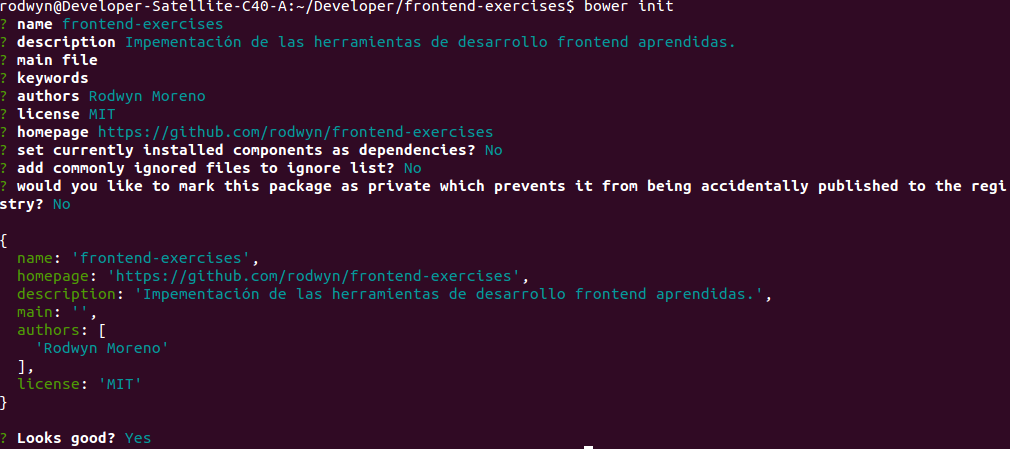 rodwyn@Developer-Satellite-C40-A:~/Developer/frontend-exercises$ bower init
? name frontend-exercises
? description Impementación de las herramientas de desarrollo frontend aprendidas.
? main file
? keywords
? authors Rodwyn Moreno
? license MIT
? homepage https://github.com/rodwyn/frontend-exercises
? set currently installed components as dependencies? No
? add commonly ignored files to ignore list? No
? would you like to mark this package as private which prevents it from being accidentally published to the regi
stry? No
{
  name: 'frontend-exercises',
  homepage: 'https://github.com/rodwyn/frontend-exercises',
  description: 'Impementación de las herramientas de desarrollo frontend aprendidas.',
  main: '',
  authors: [
    'Rodwyn Moreno'
  ],
  license: 'MIT'
}
? Looks good? Yes